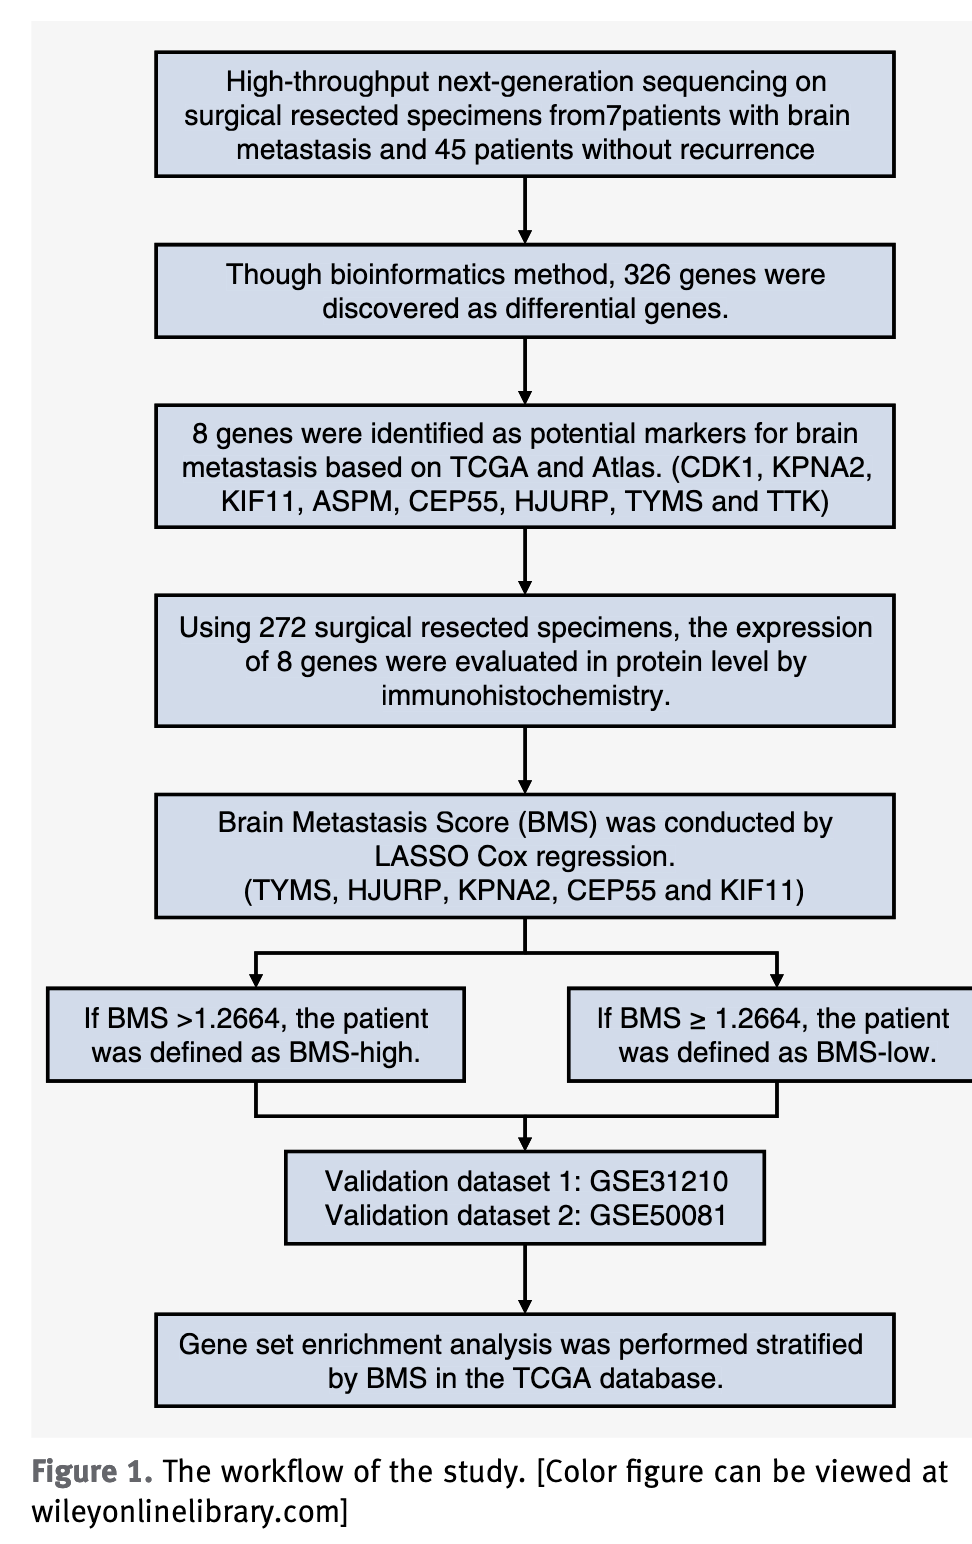 High-throughput next-generation sequencing on
surgical resected specimens from7patients with brain
metastasis and 45 patients without recurrence
Though bioinformatics method, 326 genes were
discovered as differential genes.
8 genes were identified as potential markers for brain
metastasis based on TCGA and Atlas. (CDK1, KPNA2,
KIF11, ASPM, CEP55, HJURP, TYMS and TTK)
Using 272 surgical resected specimens, the expression
of 8 genes were evaluated in protein level by
immunohistochemistry.
Brain Metastasis Score (BMS) was conducted by
LASSO Cox regression.
(TYMS, HJURP, KPNA2, CEP55 and KIF11)
If BMS >1.2664, the patient
was defined as BMS-high.
If BMS ≥ 1.2664, the patient
was defined as BMS-low.
Validation dataset 1: GSE31210
Validation dataset 2: GSE50081
Gene set enrichment analysis was performed stratified
by BMS in the TCGA database.
Figure 1. The workflow of the study. [Color figure can be viewed at
wileyonlinelibrary.com]